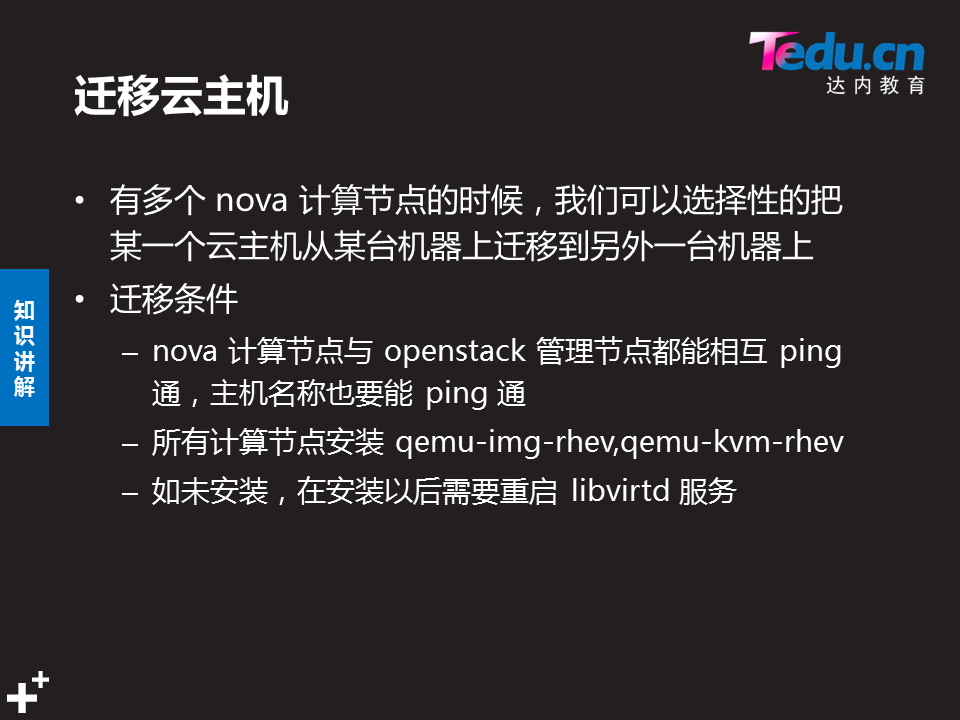 Tedu.cn
达内教育
迁移云主机
• 有多个 nova 计算节点的时候，我们可以选择性的把
某一个云主机从某台机器上迁移到另外一台机器上
• 迁移条件
– nova 计算节点与 openstack 管理节点都能相互 ping
通，主机名称也要能 ping 通
– 所有计算节点安装 qemu-img-rhev,qemu-kvm-rhev
– 如未安装，在安装以后需要重启 libvirtd 服务
知
识
讲
解